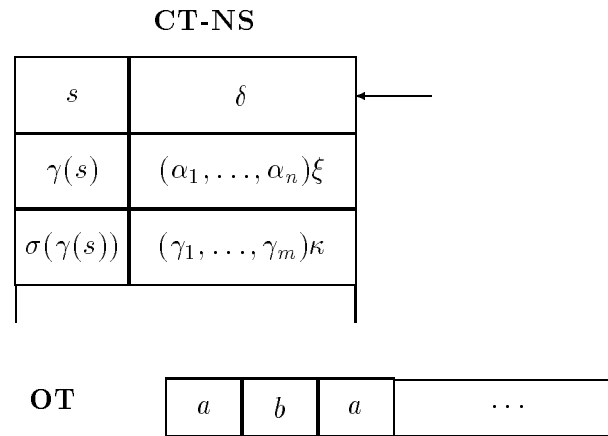 CT-NS
s δ
γ(s) (α₁, . . . , αₙ)ξ
σ(γ(s)) (γ₁, . . . , γₘ)κ
OT a b a · · ·